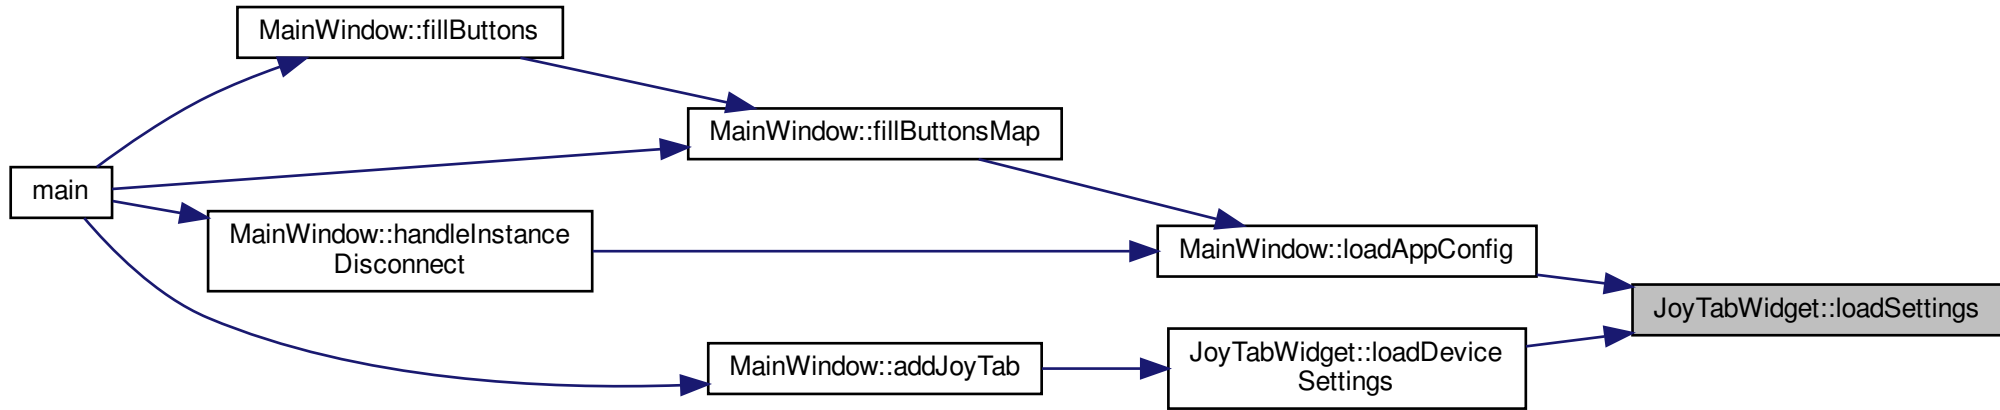 MainWindow::fillButtons
MainWindow::fillButtonsMap
main
MainWindow::handleInstance
Disconnect
MainWindow::loadAppConfig
JoyTabWidget::loadSettings
MainWindow::addJoyTab
JoyTabWidget::loadDevice
Settings